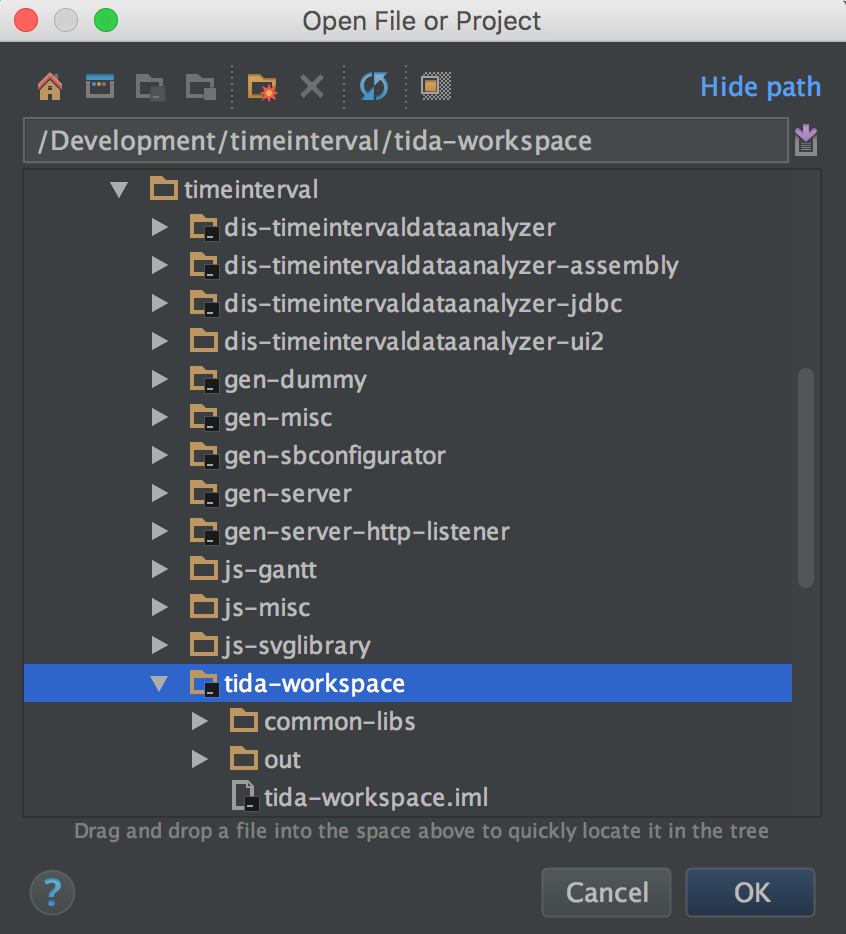 Open File or Project
Hide path
/Development/timeinterval/tida-workspace
timeinterval
dis-timeintervaldataanalyzer
dis-timeintervaldataanalyzer-assembly
dis-timeintervaldataanalyzer-jdbc
dis-timeintervaldataanalyzer-ui2
gen-dummy
gen-misc
gen-sbconfigurator
gen-server
gen-server-http-listener
js-gantt
js-misc
js-svglibrary
tida-workspace
common-libs
out
tida-workspace.iml
Drag and drop a file into the space above to quickly locate it in the tree
?
Cancel
OK